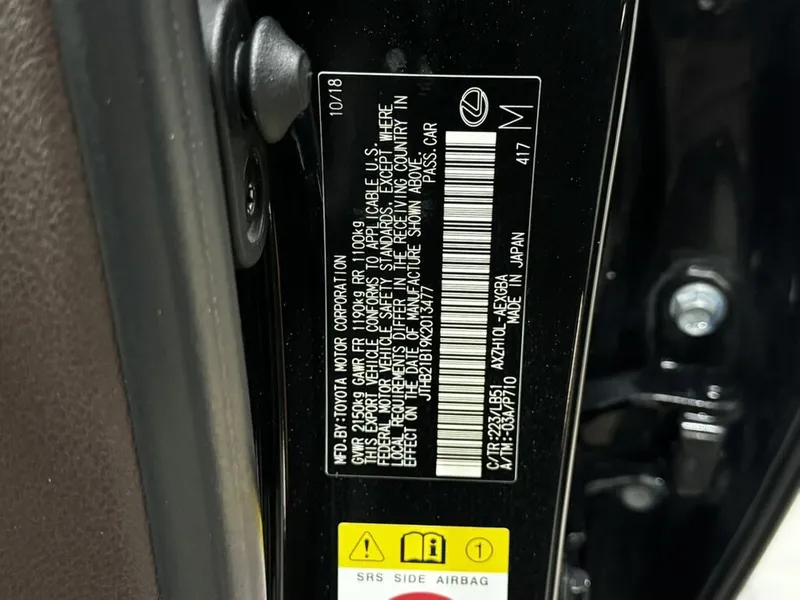 MFD.BY:TOYOTA MOTOR CORPORATION 10/18
GVWR 2150kg GAWR FR 1190kg RR 1100kg
THIS EXPORT VEHICLE CONFORMS TO APPLICABLE U.S.
FEDERAL MOTOR VEHICLE SAFETY STANDARDS, EXCEPT WHERE
LOCAL REQUIREMENTS DIFFER IN THE RECEIVING COUNTRY IN
EFFECT ON THE DATE OF MANUFACTURE SHOWN ABOVE.
JTHB21B19K2013477 PASS.CAR
C/TR:223/LB51 AXZH10L-AEXGBA
A/TM:-03A/P710 MADE IN JAPAN 417 M
1
SRS SIDE AIRBAG